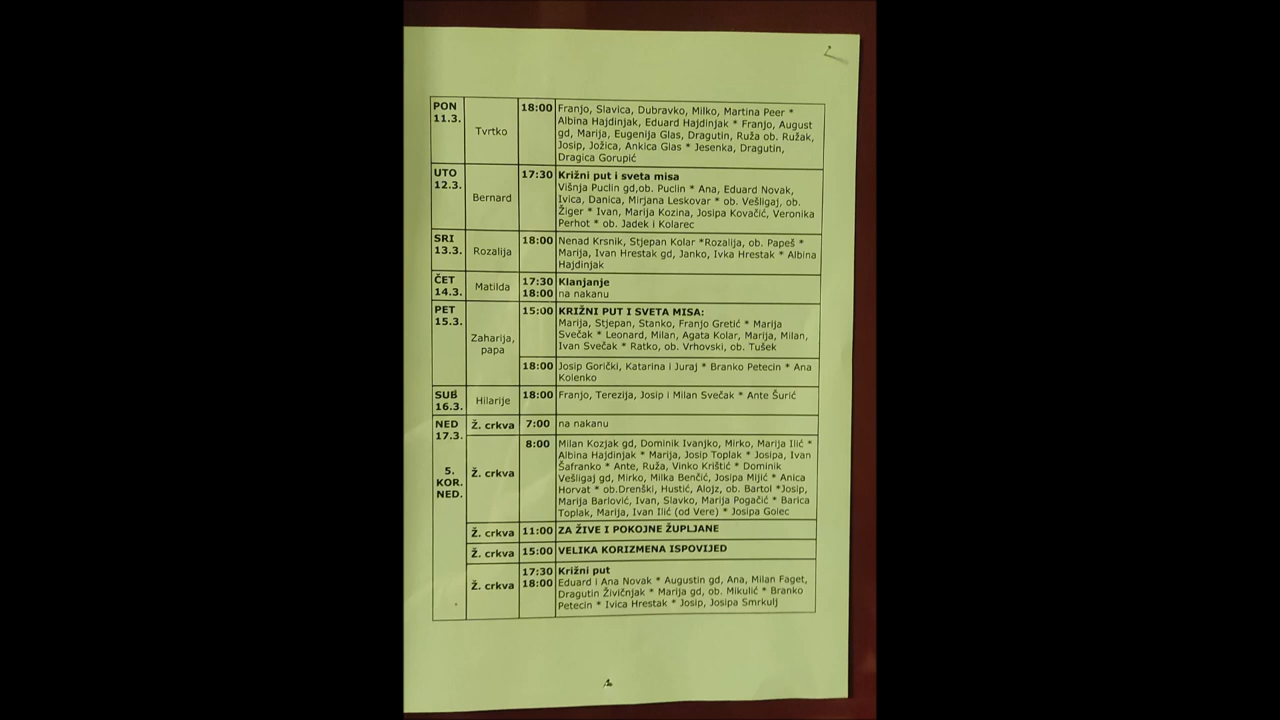 PON
11.3.
Tvrtko
18:00
Franjo, Slavica, Dubravko, Milko, Martina Peer *
Albina Hajdinjak, Eduard Hajdinjak * Franjo, August
gd, Marija, Eugenija Glas, Dragutin, Ruža ob. Ružak,
Josip, Jožica, Ankica Glas * Jesenka, Dragutin,
Dragica Gorupić
UTO
12.3.
Bernard
17:30
Križni put i sveta misa
Višnja Puclin gd,ob. Puclin * Ana, Eduard Novak,
Ivica, Danica, Mirjana Leskovar * ob. Vešligaj, ob.
Žiger * Ivan, Marija Kozina, Josipa Kovačić, Veronika
Perhot * ob. Jadek i Kolarec
SRI
13.3.
Rozalija
18:00
Nenad Krsnik, Stjepan Kolar *Rozalija, ob. Papeš *
Marija, Ivan Hrestak gd, Janko, Ivka Hrestak * Albina
Hajdinjak
ČET
14.3.
Matilda
17:30 Klanjanje
18:00 na nakanu
PET
15.3.
Zaharija,
papa
15:00
KRIŽNI PUT I SVETA MISA:
Marija, Stjepan, Stanko, Franjo Gretić * Marija
Svečak * Leonard, Milan, Agata Kolar, Marija, Milan,
Ivan Svečak * Ratko, ob. Vrhovski, ob. Tušek
18:00
Josip Gorički, Katarina i Juraj * Branko Petecin * Ana
Kolenko
SUB
16.3.
Hilarije
18:00
Franjo, Terezija, Josip i Milan Svečak * Ante Šurić
NED
17.3.
5.
KOR.
NED.
Ž. crkva
7:00
na nakanu
Ž. crkva
8:00
Milan Kozjak gd, Dominik Ivanjko, Mirko, Marija Ilić *
Albina Hajdinjak * Marija, Josip Toplak * Josipa, Ivan
Šafranko * Ante, Ruža, Vinko Krištić * Dominik
Vešligaj gd, Mirko, Milka Benčić, Josipa Mijić * Anica
Horvat * ob.Drenški, Hustić, Alojz, ob. Bartol *Josip,
Marija Barlović, Ivan, Slavko, Marija Pogačić * Barica
Toplak, Marija, Ivan Ilić (od Vere) * Josipa Golec
Ž. crkva
11:00
ZA ŽIVE I POKOJNE ŽUPLJANE
Ž. crkva
15:00
VELIKA KORIZMENA ISPOVIJED
Ž. crkva
17:30 Križni put
18:00 Eduard i Ana Novak * Augustin gd, Ana, Milan Faget,
Dragutin Živičnjak * Marija gd, ob. Mikulić * Branko
Petecin * Ivica Hrestak * Josip, Josipa Smrkulj